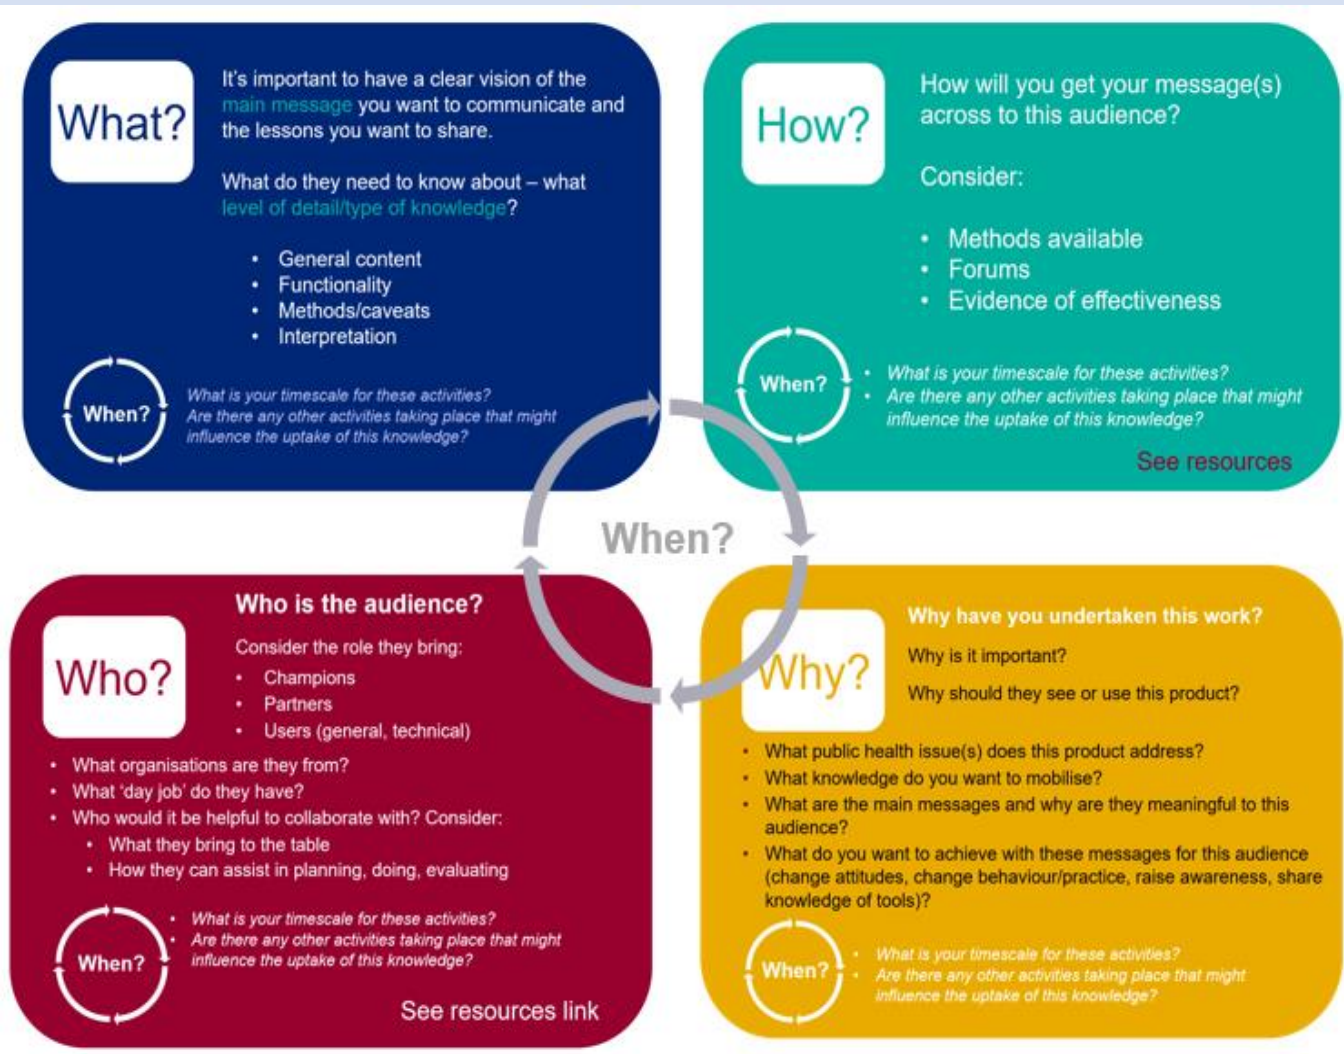 What?
It's important to have a clear vision of the
main message you want to communicate and
the lessons you want to share.
What do they need to know about – what
level of detail/type of knowledge?
• General content
• Functionality
• Methods/caveats
• Interpretation
When?
What is your timescale for these activities?
Are there any other activities taking place that might
influence the uptake of this knowledge?
How?
How will you get your message(s)
across to this audience?
Consider:
• Methods available
• Forums
• Evidence of effectiveness
When?
• What is your timescale for these activities?
• Are there any other activities taking place that might
influence the uptake of this knowledge?
See resources
When?
Who?
Who is the audience?
Consider the role they bring:
• Champions
• Partners
• Users (general, technical)
• What organisations are they from?
• What 'day job' do they have?
• Who would it be helpful to collaborate with? Consider:
• What they bring to the table
• How they can assist in planning, doing, evaluating
When?
• What is your timescale for these activities?
• Are there any other activities taking place that might
influence the uptake of this knowledge?
See resources link
Why?
Why have you undertaken this work?
Why is it important?
Why should they see or use this product?
• What public health issue(s) does this product address?
• What knowledge do you want to mobilise?
• What are the main messages and why are they meaningful to this
audience?
• What do you want to achieve with these messages for this audience
(change attitudes, change behaviour/practice, raise awareness, share
knowledge of tools)?
When?
• What is your timescale for these activities?
• Are there any other activities taking place that might
influence the uptake of this knowledge?